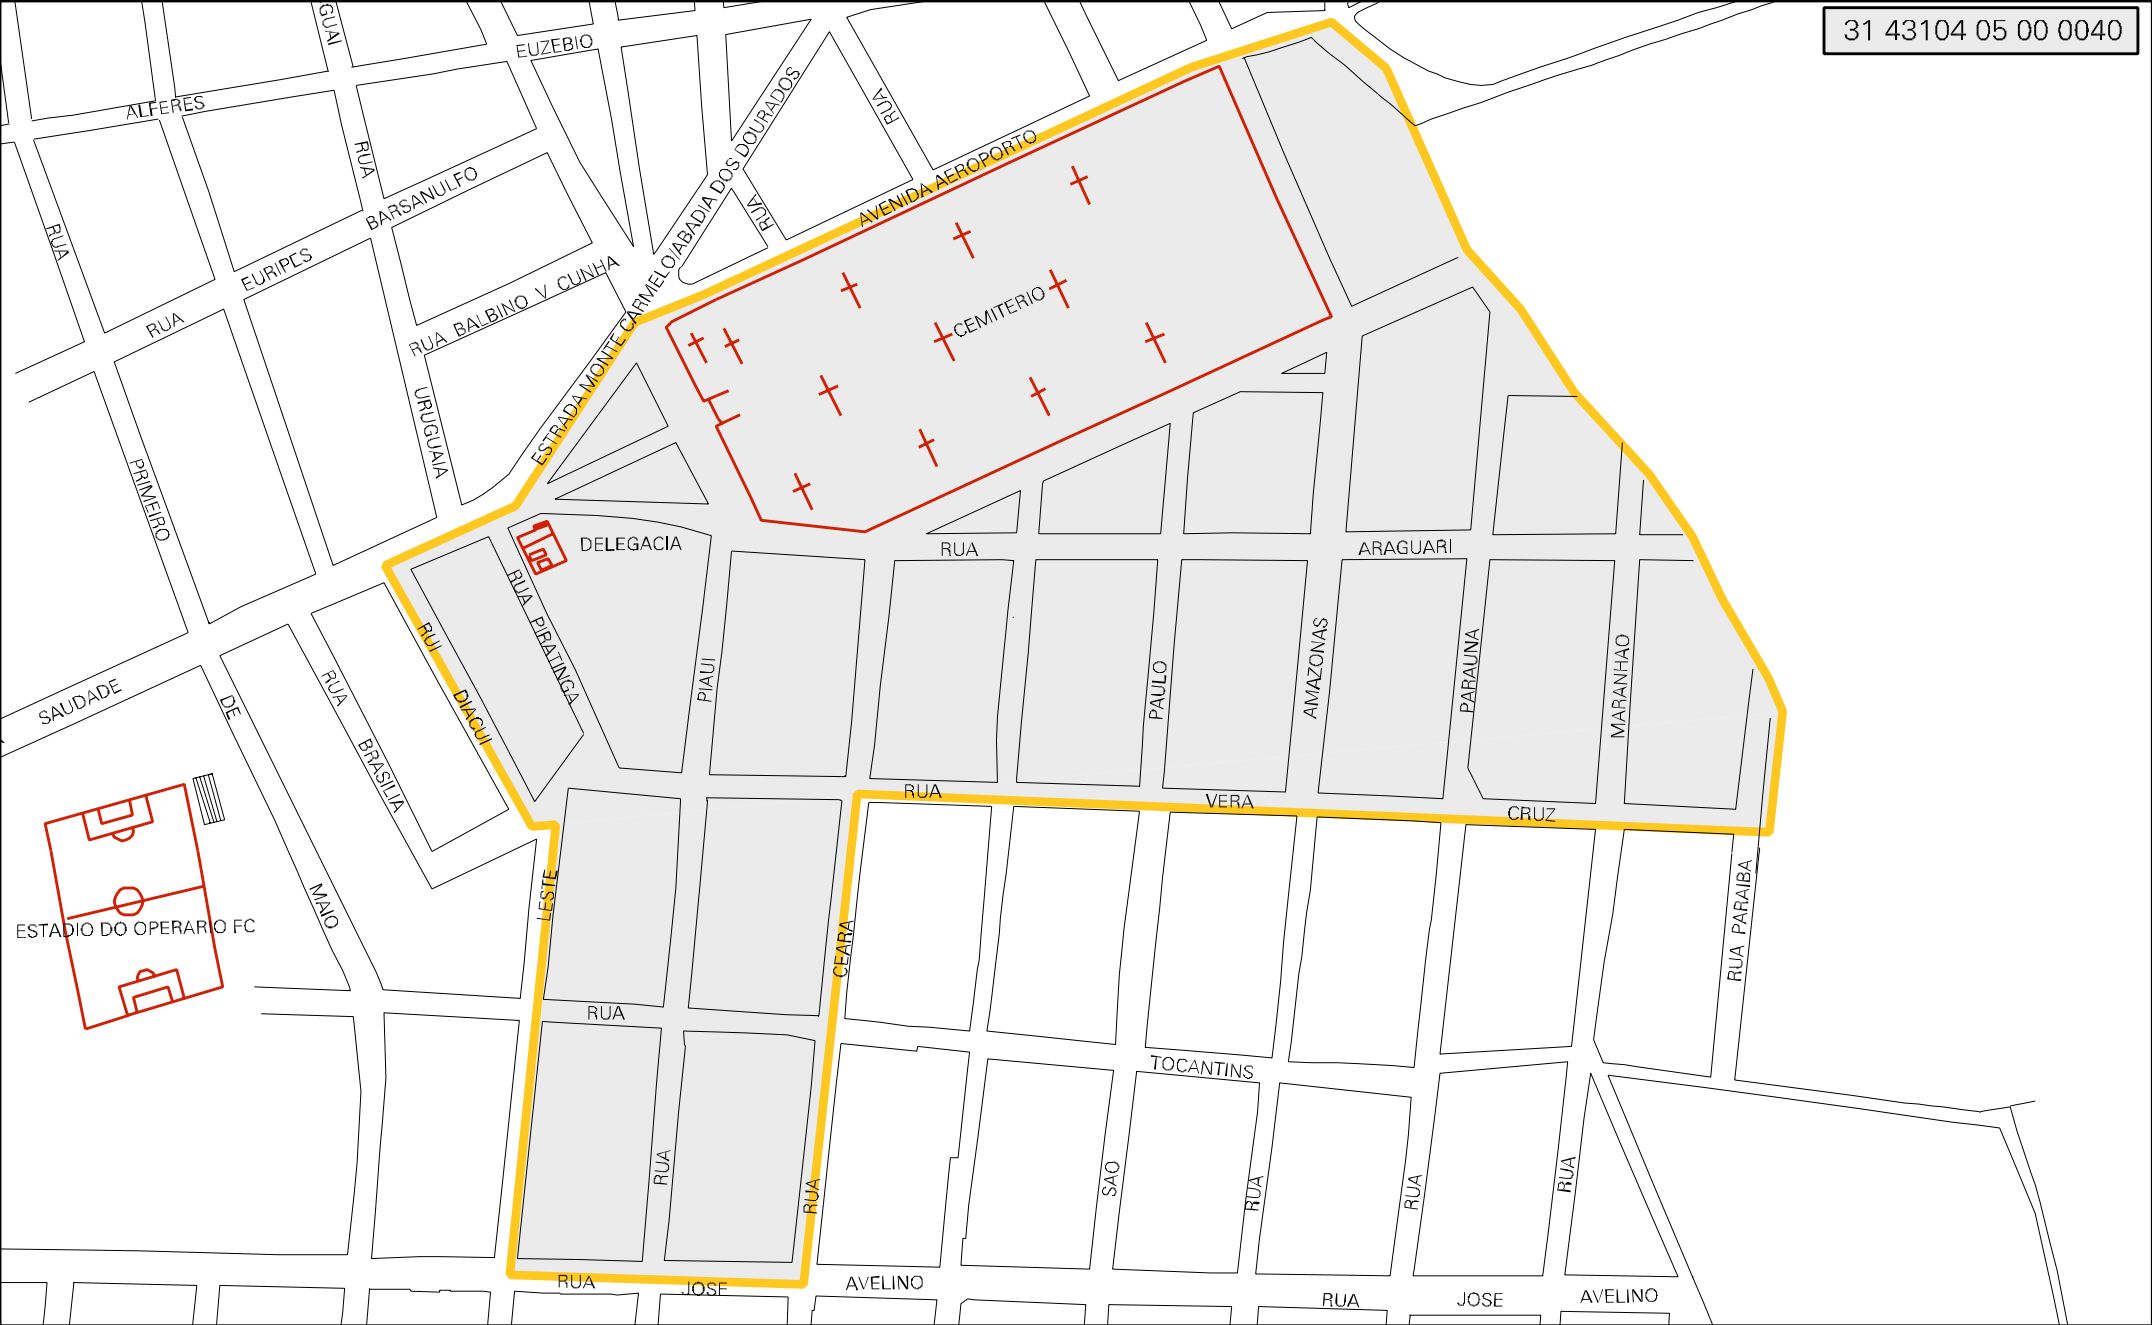 31 43104 05 00 0040
GUAI
EUZEBIO
ALFERES
RUA
RUA
BARSANULFO
EURIPES
RUA
RUA
RUA
ESTRADA MONTE CARMELO/ABADIA DOS DOURADOS
AVENIDA AEROPORTO
RUA BALBINO V CUNHA
URUGUAIA
CEMITERIO
PRIMEIRO
DELEGACIA
RUA
ARAGUARI
RUA PIRATINGA
RUI
DIACUI
SAUDADE
DE
RUA
BRASILIA
PIAUI
PAULO
AMAZONAS
PARAUNA
MARANHAO
RUA
VERA
CRUZ
MAIO
ESTADIO DO OPERARIO FC
LESTE
CEARA
RUA PARAIBA
RUA
TOCANTINS
RUA
RUA
SAO
RUA
RUA
RUA
RUA
JOSE
AVELINO
RUA
JOSE
AVELINO